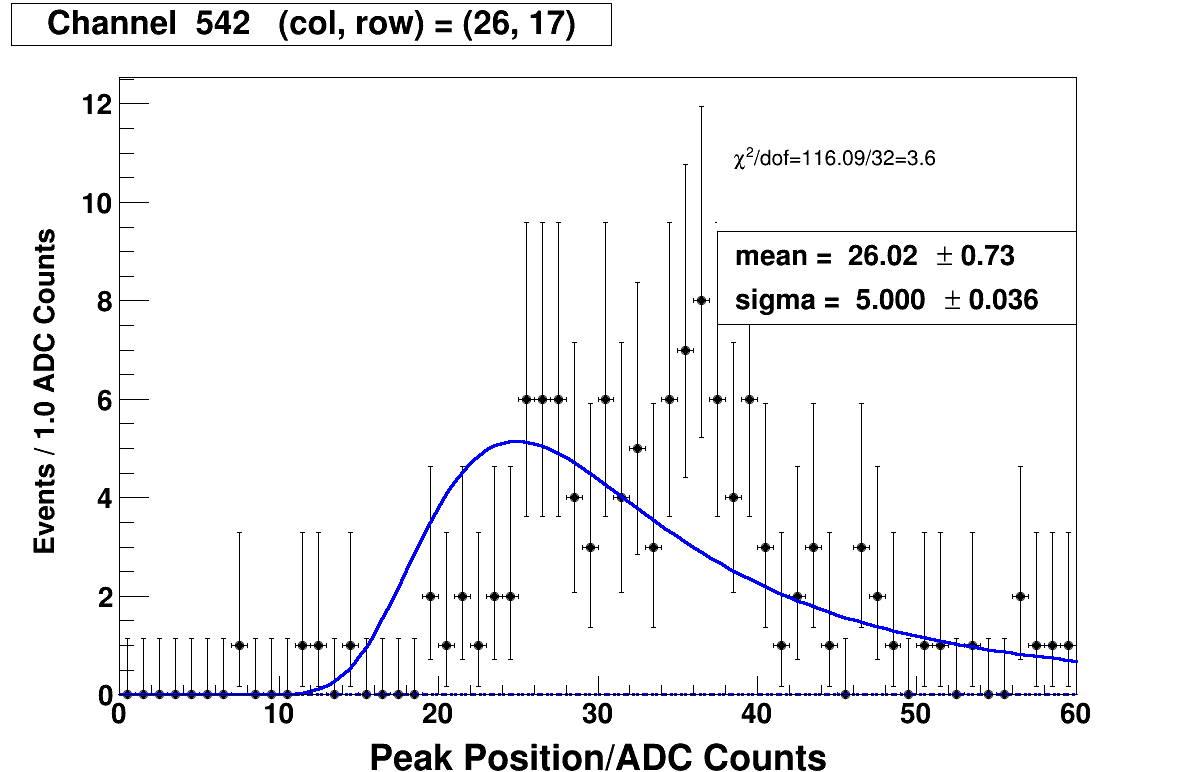 Channel 542 (col, row) = (26, 17)
12
10
8
6
4
2
0
Events / 1.0 ADC Counts
χ²/dof=116.09/32=3.6
mean = 26.02 ± 0.73
sigma = 5.000 ± 0.036
0 10 20 30 40 50 60
Peak Position/ADC Counts